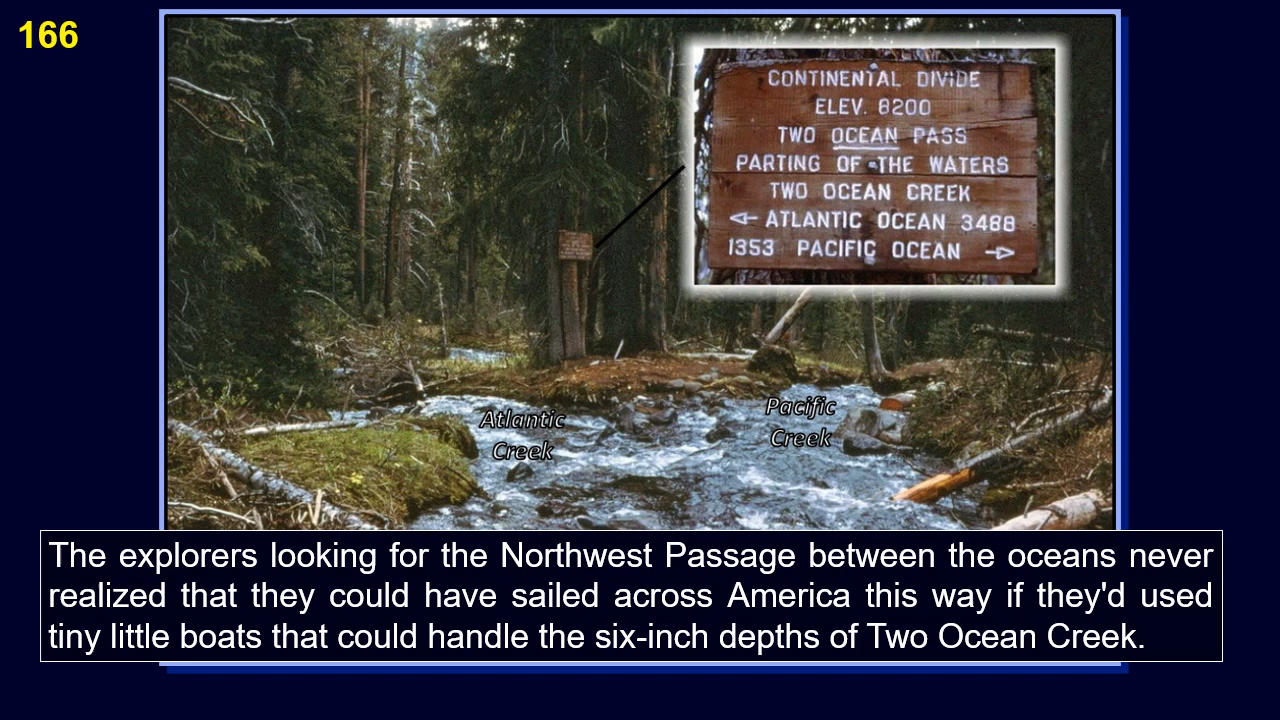 166
CONTINENTAL DIVIDE
ELEV. 8200
TWO OCEAN PASS
PARTING OF THE WATERS
TWO OCEAN CREEK
<- ATLANTIC OCEAN 3488
1353 PACIFIC OCEAN ->
Atlantic
Creek
Pacific
Creek
The explorers looking for the Northwest Passage between the oceans never
realized that they could have sailed across America this way if they'd used
tiny little boats that could handle the six-inch depths of Two Ocean Creek.